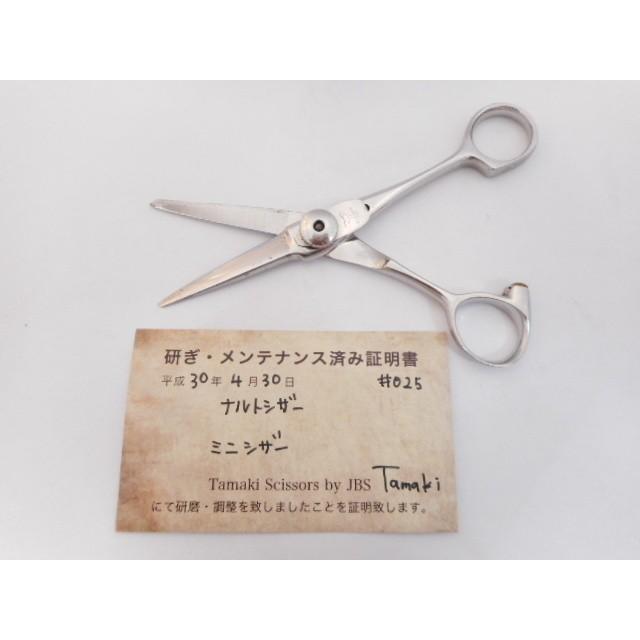 研ぎ・メンテナンス済み証明書
平成 30年 4月 30日 #025
ナルトシザー
ミニシザー
Tamaki Scissors by JBS Tamaki
にて研磨・調整を致しましたことを証明致します。